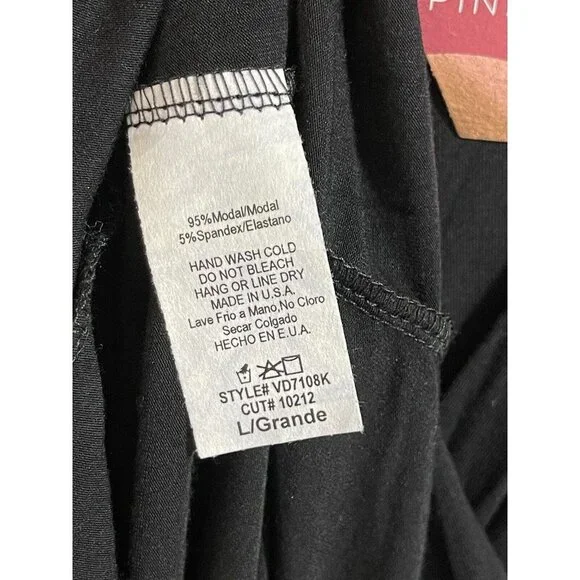 95%Modal/Modal
5%Spandex/Elastano
HAND WASH COLD
DO NOT BLEACH
HANG OR LINE DRY
MADE IN U.S.A.
Lave Frio a Mano,No Cloro
Secar Colgado
HECHO EN E.U.A.
STYLE# VD7108K
CUT# 10212
L/Grande